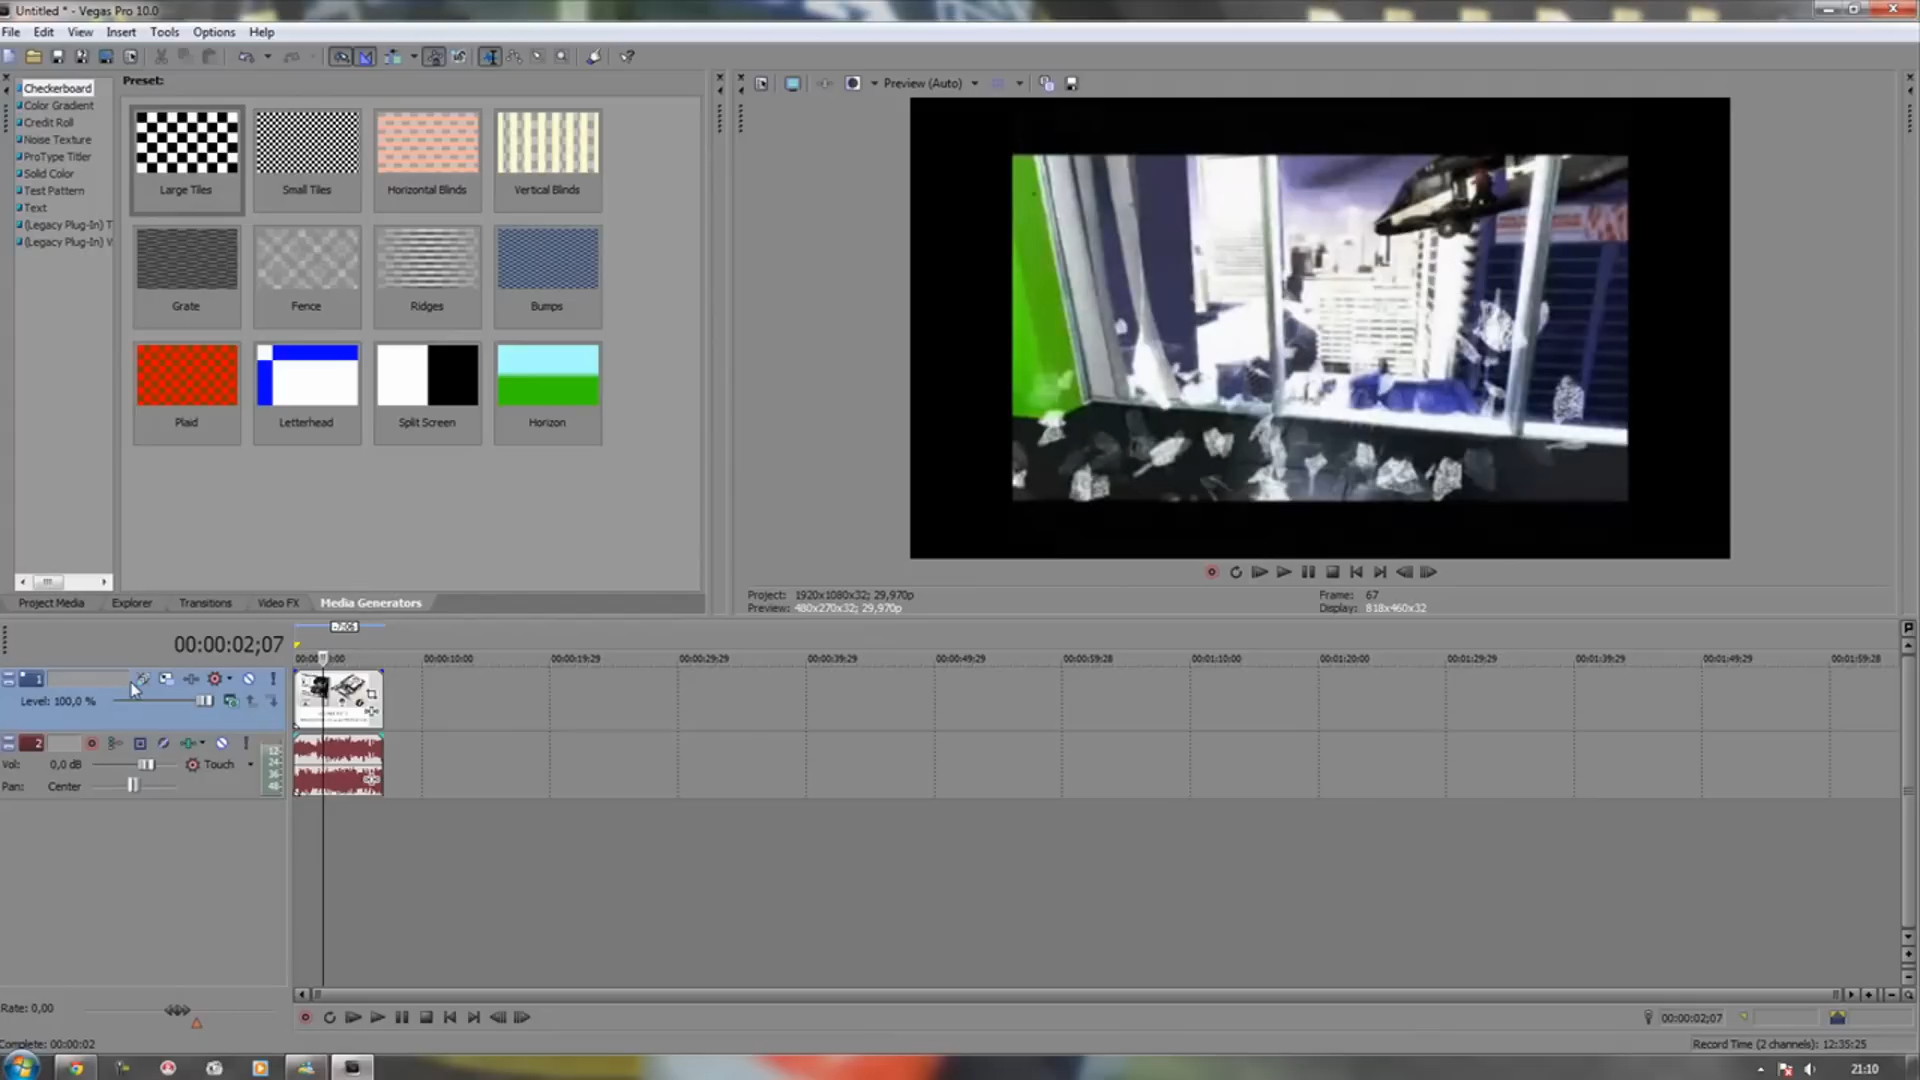 Untitled * - Vegas Pro 10.0
File Edit View Insert Tools Options Help
Checkerboard
Color Gradient
Credit Roll
Noise Texture
ProType Titler
Solid Color
Test Pattern
Text
(Legacy Plug-In) T
(Legacy Plug-In) V
Preset:
Large Tiles
Small Tiles
Horizontal Blinds
Vertical Blinds
Grate
Fence
Ridges
Bumps
Plaid
Letterhead
Split Screen
Horizon
Project Media Explorer Transitions Video FX Media Generators
Preview (Auto)
Project: 1920x1080x32; 29,970p
Preview: 480x270x32; 29,970p
Frame: 67
Display: 818x460x32
00:00:02;07
-7:06
00:00:10;00 00:00:19;29 00:00:29;29 00:00:39;29 00:00:49;29 00:00:59;28 00:01:10;00 00:01:20;00 00:01:29;29 00:01:39;29 00:01:49;29 00:01:59;28
1
Level: 100,0 %
2
Vol: 0,0 dB Touch
Pan: Center
12
24
36
48
Rate: 0,00
00:00:02;07
Complete: 00:00:02
Record Time (2 channels): 12:35:25
21:10